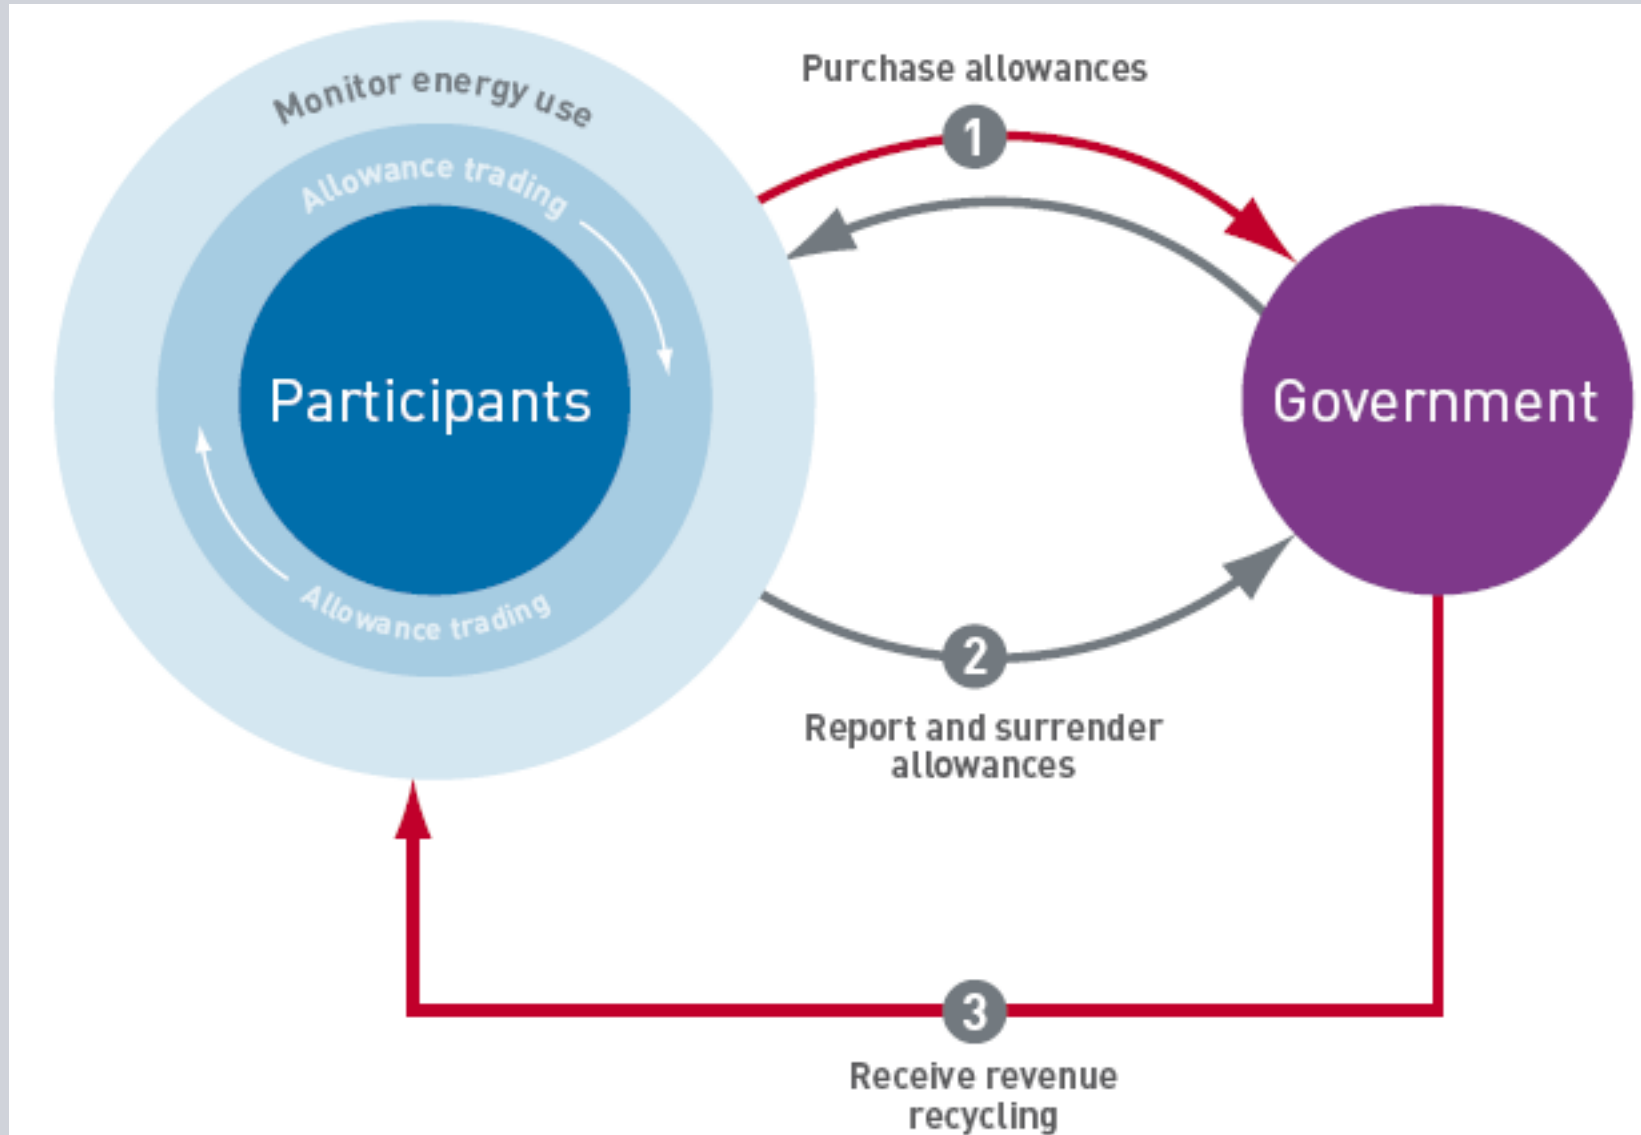 Monitor energy use
Allowance trading
Participants
Allowance trading
Purchase allowances
1
Government
2
Report and surrender
allowances
3
Receive revenue
recycling